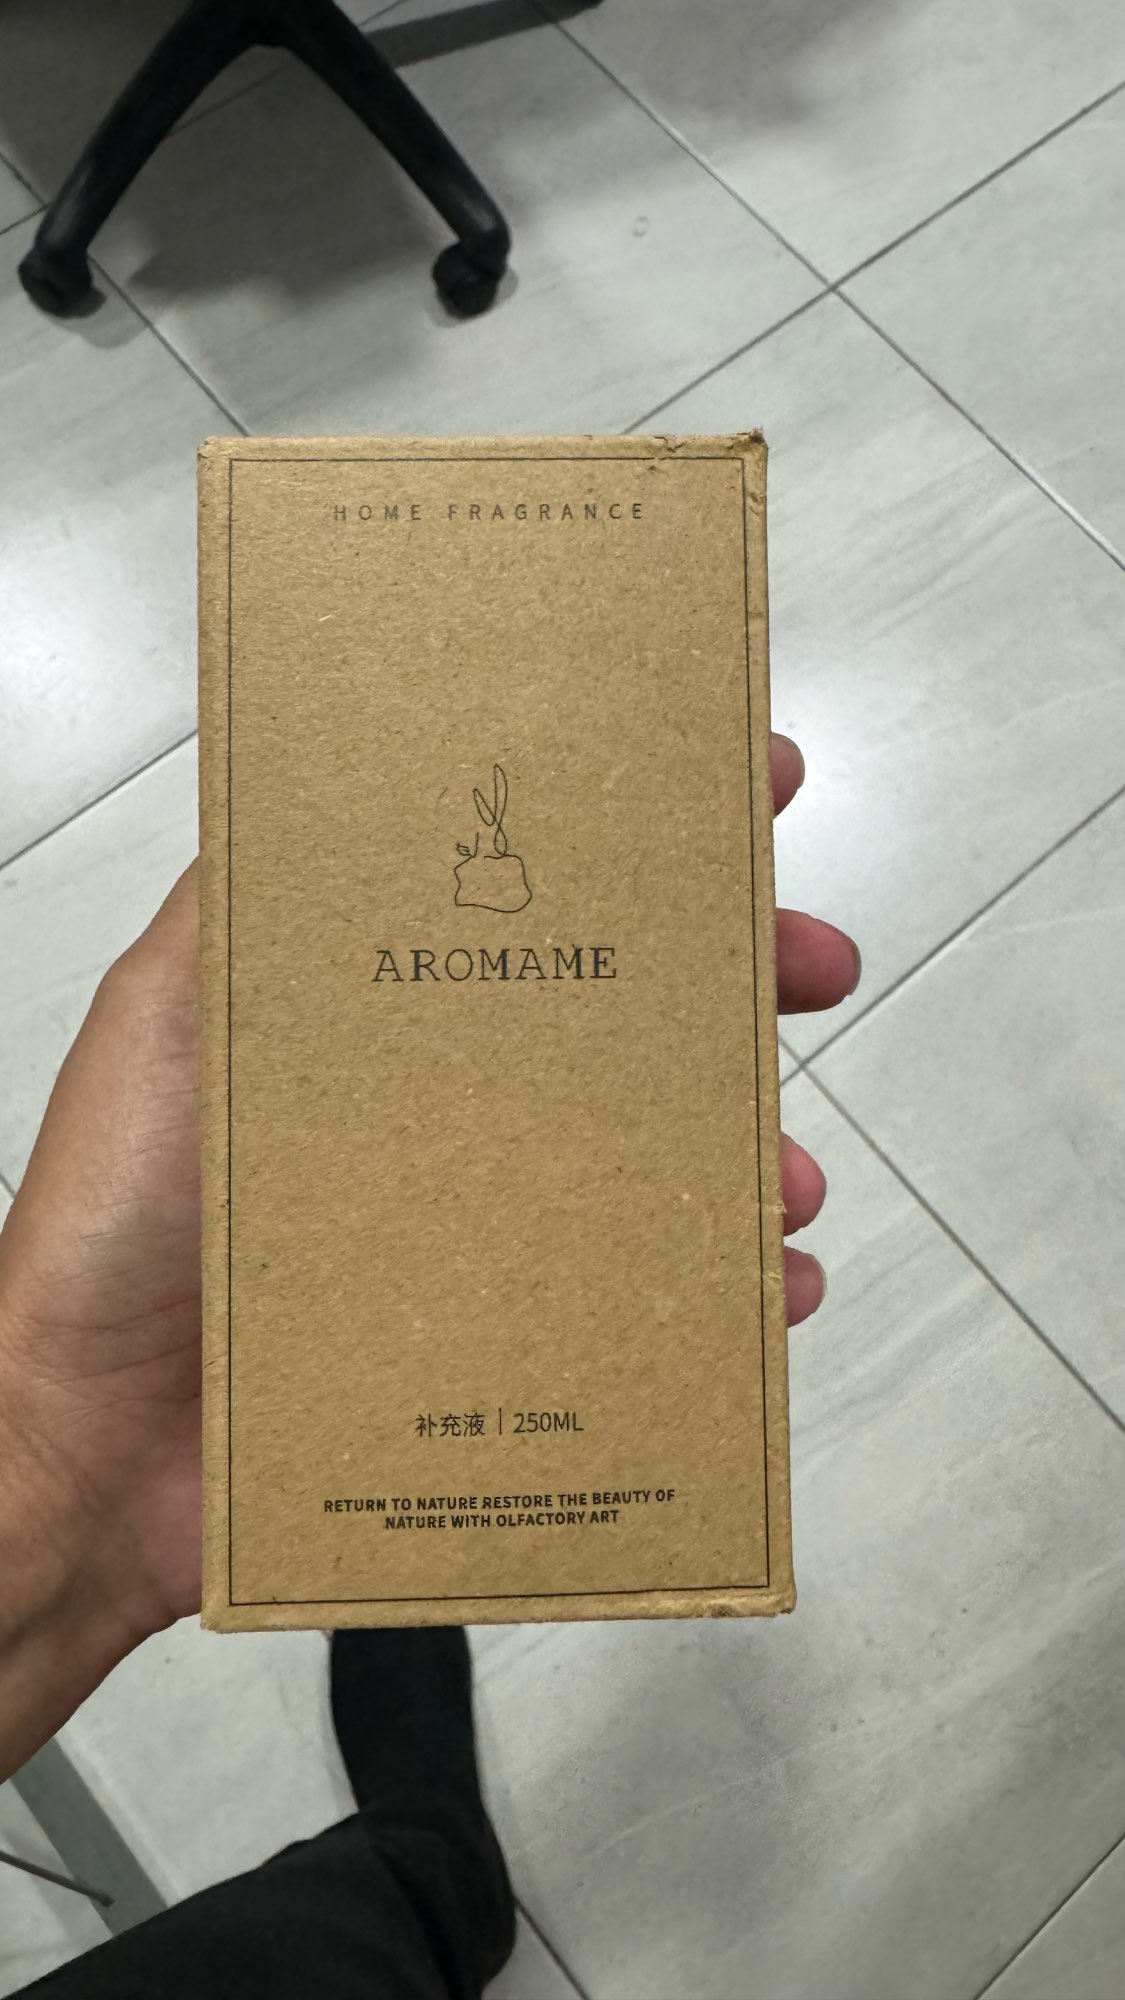 HOME FRAGRANCE
AROMAME
补充液 | 250ML
RETURN TO NATURE RESTORE THE BEAUTY OF
NATURE WITH OLFACTORY ART